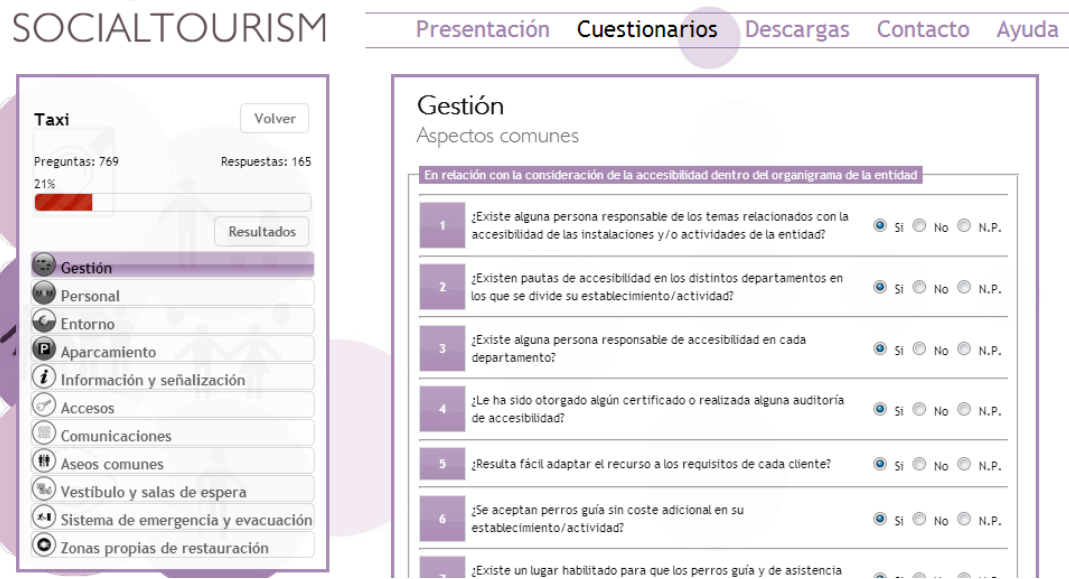 SOCIALTOURISM
Presentación Cuestionarios Descargas Contacto Ayuda
Taxi
Volver
Preguntas: 769
Respuestas: 165
21%
Resultados
Gestión
Personal
Entorno
Aparcamiento
Información y señalización
Accesos
Comunicaciones
Aseos comunes
Vestíbulo y salas de espera
Sistema de emergencia y evacuación
Zonas propias de restauración
Gestión
Aspectos comunes
En relación con la consideración de la accesibilidad dentro del organigrama de la entidad
1
¿Existe alguna persona responsable de los temas relacionados con la
accesibilidad de las instalaciones y/o actividades de la entidad?
Si No N.P.
2
¿Existen pautas de accesibilidad en los distintos departamentos en
los que se divide su establecimiento/actividad?
Si No N.P.
3
¿Existe alguna persona responsable de accesibilidad en cada
departamento?
Si No N.P.
4
¿Le ha sido otorgado algún certificado o realizada alguna auditoría
de accesibilidad?
Si No N.P.
5
¿Resulta fácil adaptar el recurso a los requisitos de cada cliente?
Si No N.P.
6
¿Se aceptan perros guía sin coste adicional en su
establecimiento/actividad?
Si No N.P.
7
¿Existe un lugar habilitado para que los perros guía y de asistencia
Si No N.P.